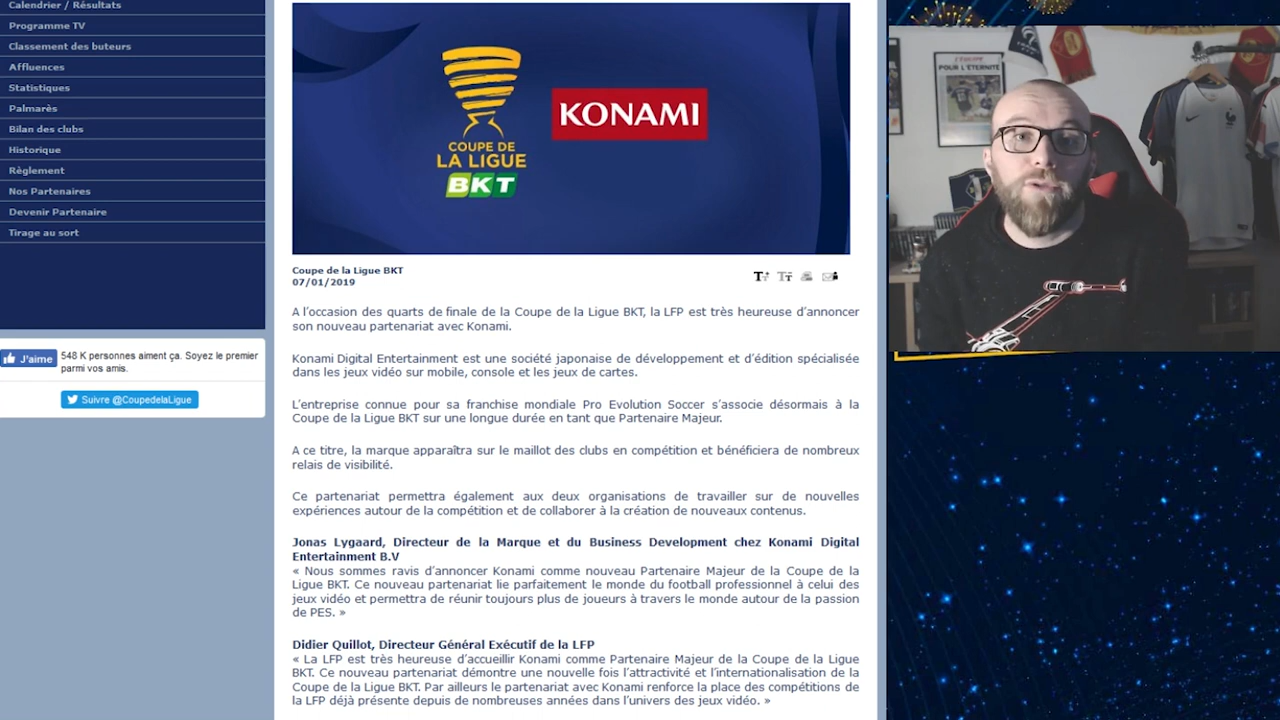 Calendrier / Résultats
Programme TV
Classement des buteurs
Affluences
Statistiques
Palmarès
Bilan des clubs
Historique
Règlement
Nos Partenaires
Devenir Partenaire
Tirage au sort
J'aime
548 K personnes aiment ça. Soyez le premier
parmi vos amis.
Suivre @CoupedelaLigue
COUPE DE
LA LIGUE
BKT
KONAMI
Coupe de la Ligue BKT
07/01/2019
A l'occasion des quarts de finale de la Coupe de la Ligue BKT, la LFP est très heureuse d'annoncer
son nouveau partenariat avec Konami.
Konami Digital Entertainment est une société japonaise de développement et d'édition spécialisée
dans les jeux vidéo sur mobile, console et les jeux de cartes.
L'entreprise connue pour sa franchise mondiale Pro Evolution Soccer s'associe désormais à la
Coupe de la Ligue BKT sur une longue durée en tant que Partenaire Majeur.
A ce titre, la marque apparaîtra sur le maillot des clubs en compétition et bénéficiera de nombreux
relais de visibilité.
Ce partenariat permettra également aux deux organisations de travailler sur de nouvelles
expériences autour de la compétition et de collaborer à la création de nouveaux contenus.
Jonas Lygaard, Directeur de la Marque et du Business Development chez Konami Digital
Entertainment B.V
« Nous sommes ravis d'annoncer Konami comme nouveau Partenaire Majeur de la Coupe de la
Ligue BKT. Ce nouveau partenariat lie parfaitement le monde du football professionnel à celui des
jeux vidéo et permettra de réunir toujours plus de joueurs à travers le monde autour de la passion
de PES. »
Didier Quillot, Directeur Général Exécutif de la LFP
« La LFP est très heureuse d'accueillir Konami comme Partenaire Majeur de la Coupe de la Ligue
BKT. Ce nouveau partenariat démontre une nouvelle fois l'attractivité et l'internationalisation de la
Coupe de la Ligue BKT. Par ailleurs le partenariat avec Konami renforce la place des compétitions de
la LFP déjà présente depuis de nombreuses années dans l'univers des jeux vidéo. »
L'ÉQUIPE
POUR L'ÉTERNITÉ